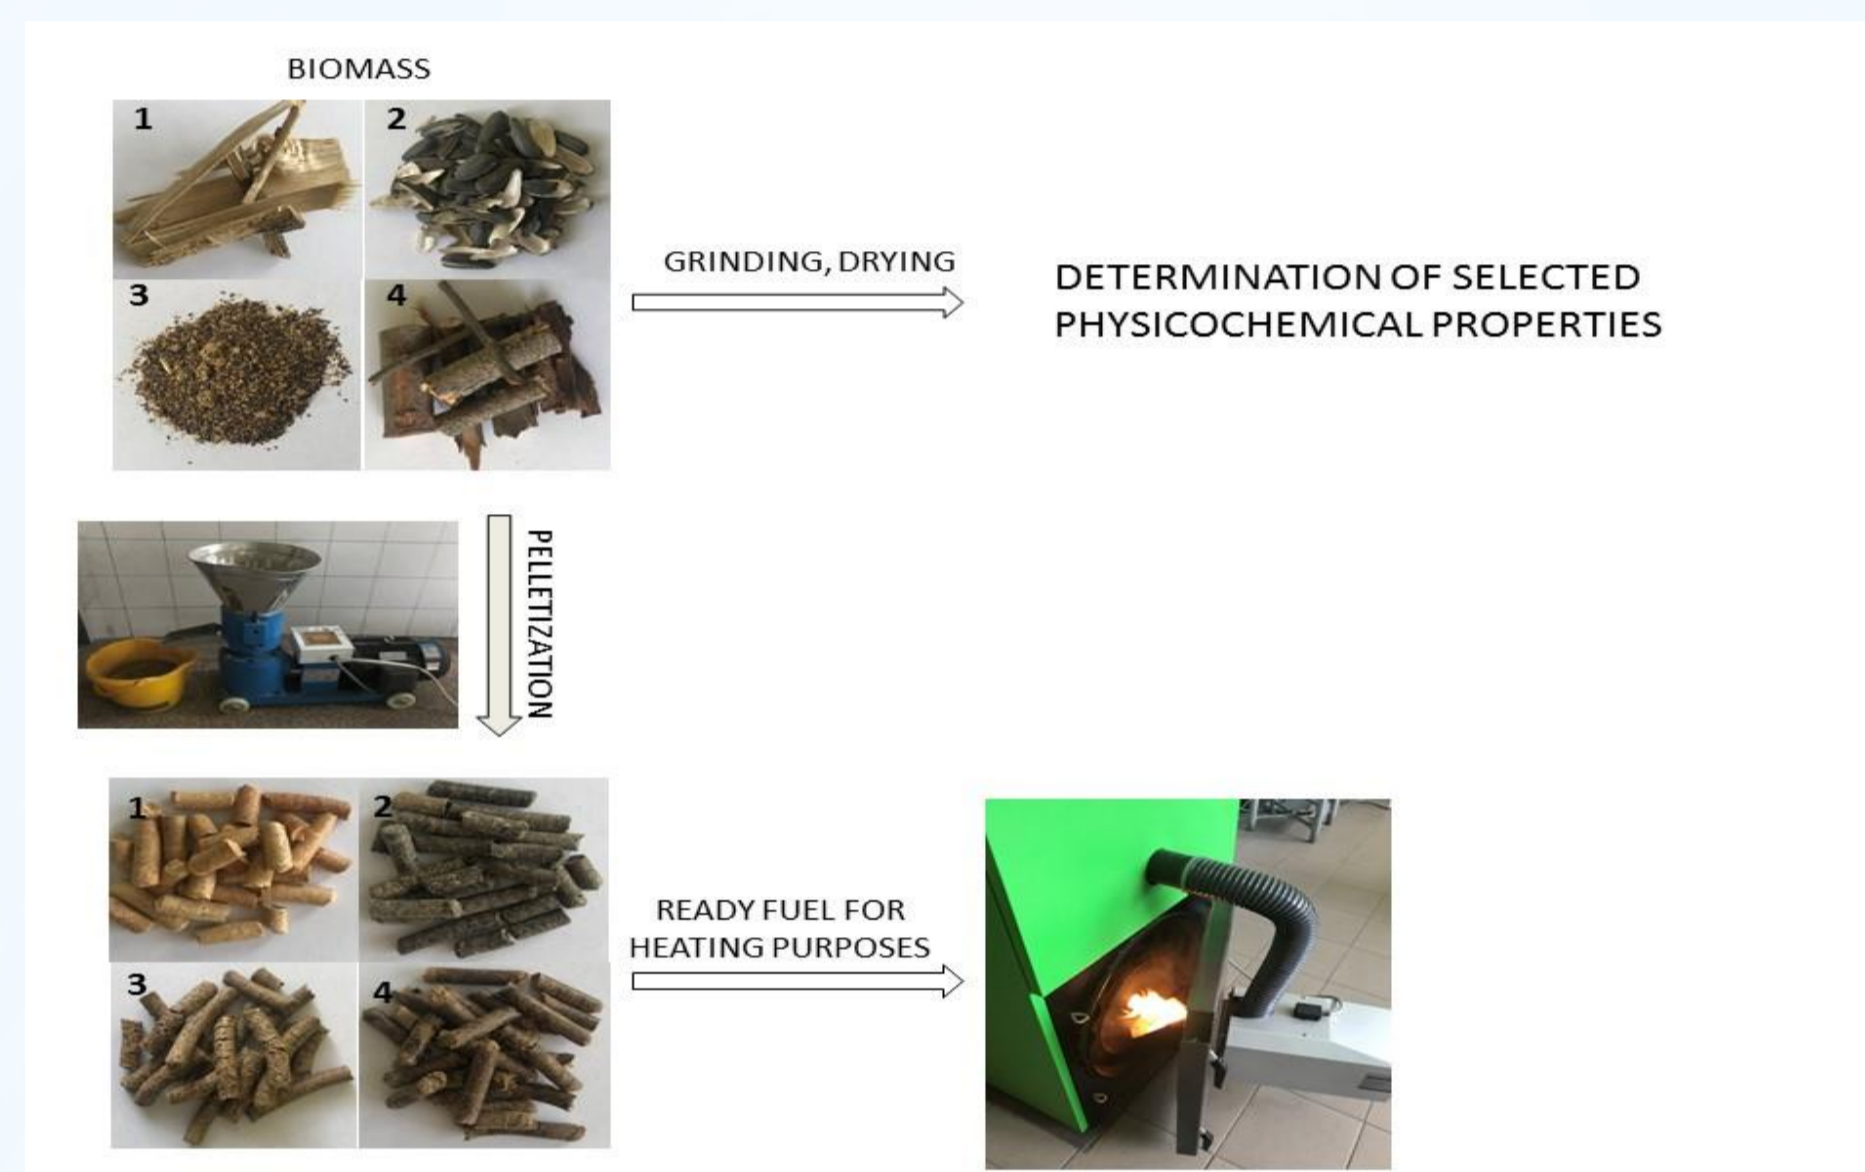 BIOMASS
1
2
3
4
GRINDING, DRYING
DETERMINATION OF SELECTED
PHYSICOCHEMICAL PROPERTIES
PELLETIZATION
1
2
3
4
READY FUEL FOR
HEATING PURPOSES